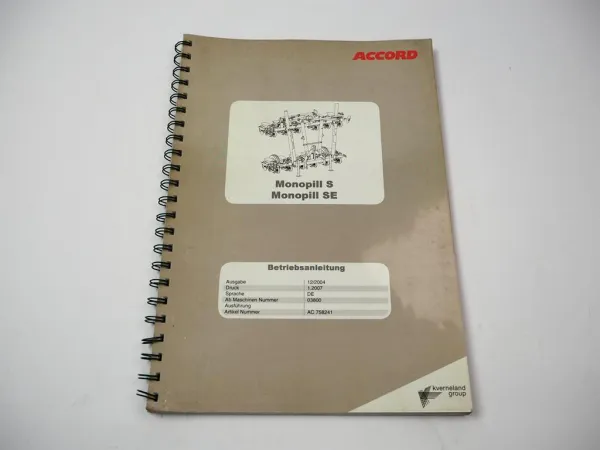 ACCORD
Monopill S
Monopill SE
Betriebsanleitung
Ausgabe 12/2004
Druck 1.2007
Sprache DE
Ab Maschinen Nummer 03800
Ausführung
Artikel Nummer AC 758241
kverneland
group